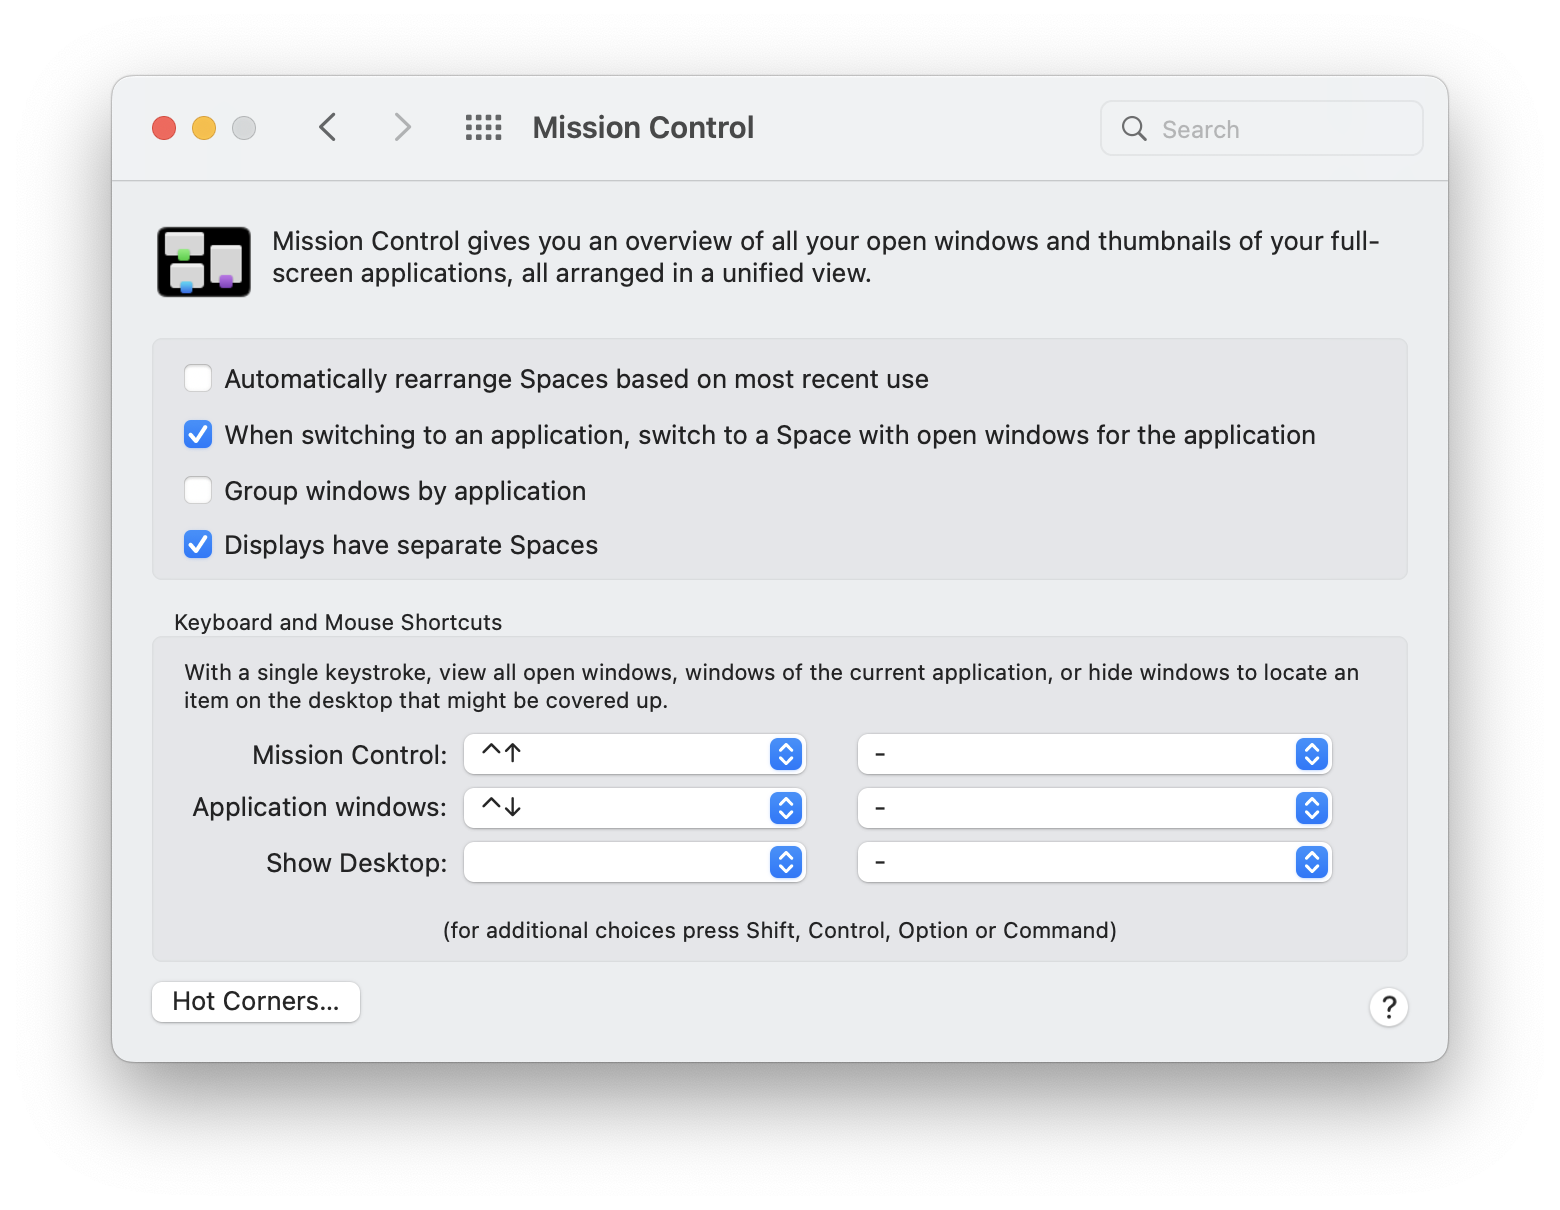 Mission Control
Search
Mission Control gives you an overview of all your open windows and thumbnails of your full-
screen applications, all arranged in a unified view.
Automatically rearrange Spaces based on most recent use
When switching to an application, switch to a Space with open windows for the application
Group windows by application
Displays have separate Spaces
Keyboard and Mouse Shortcuts
With a single keystroke, view all open windows, windows of the current application, or hide windows to locate an
item on the desktop that might be covered up.
Mission Control: ^↑ -
Application windows: ^↓ -
Show Desktop: -
(for additional choices press Shift, Control, Option or Command)
Hot Corners... ?